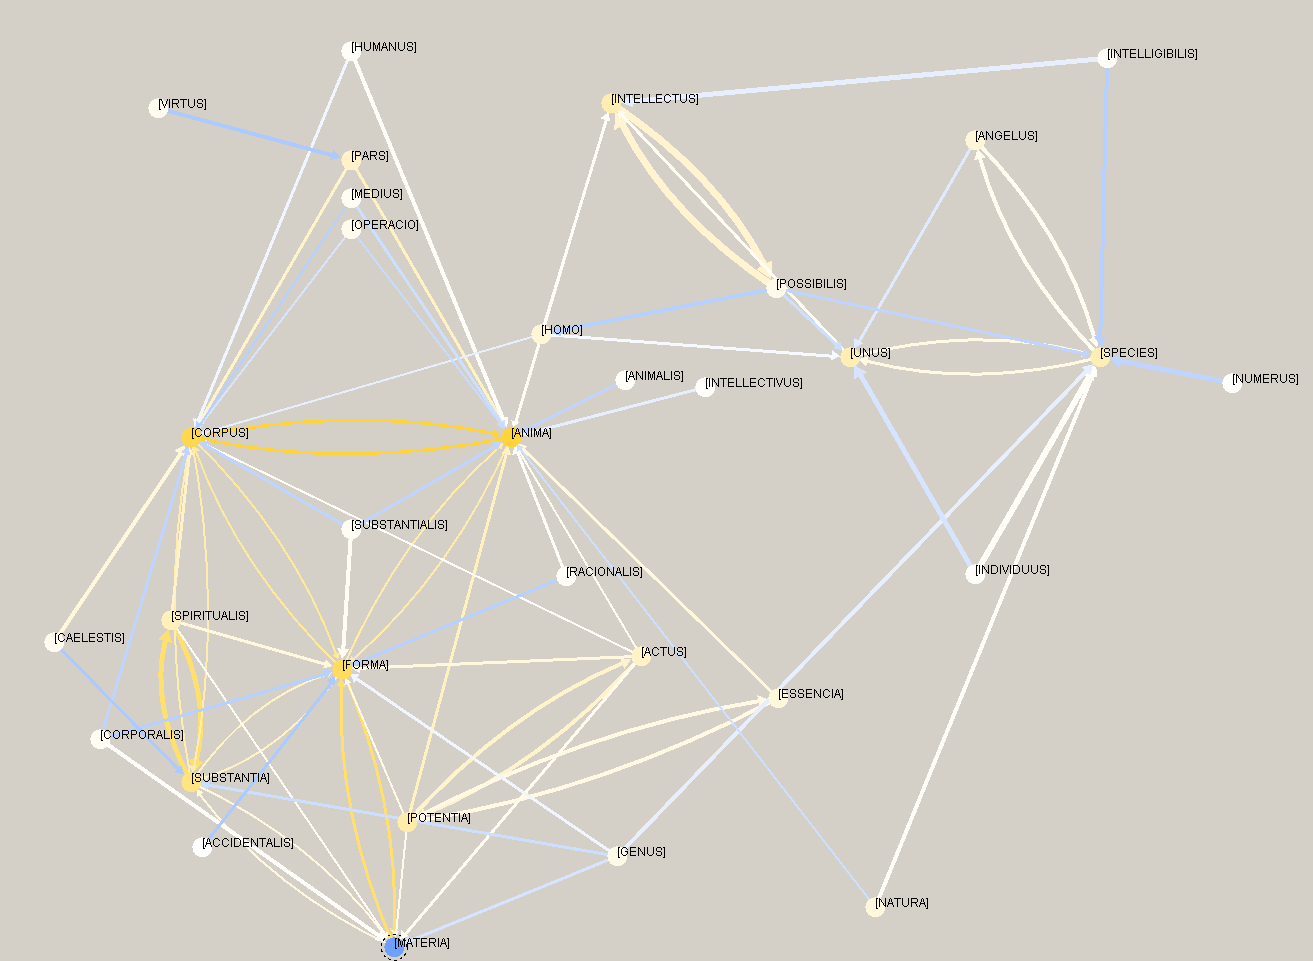 [HUMANUS]
[INTELLIGIBILIS]
[VIRTUS]
[INTELLECTUS]
[ANGELUS]
[PARS]
[MEDIUS]
[OPERACIO]
[POSSIBILIS]
[HOMO]
[UNUS]
[SPECIES]
[ANIMALIS]
[INTELLECTIVUS]
[NUMERUS]
[CORPUS]
[ANIMA]
[SUBSTANTIALIS]
[RACIONALIS]
[INDIVIDUUS]
[SPIRITUALIS]
[CAELESTIS]
[FORMA]
[ACTUS]
[ESSENCIA]
[CORPORALIS]
[SUBSTANTIA]
[POTENTIA]
[ACCIDENTALIS]
[GENUS]
[NATURA]
[MATERIA]